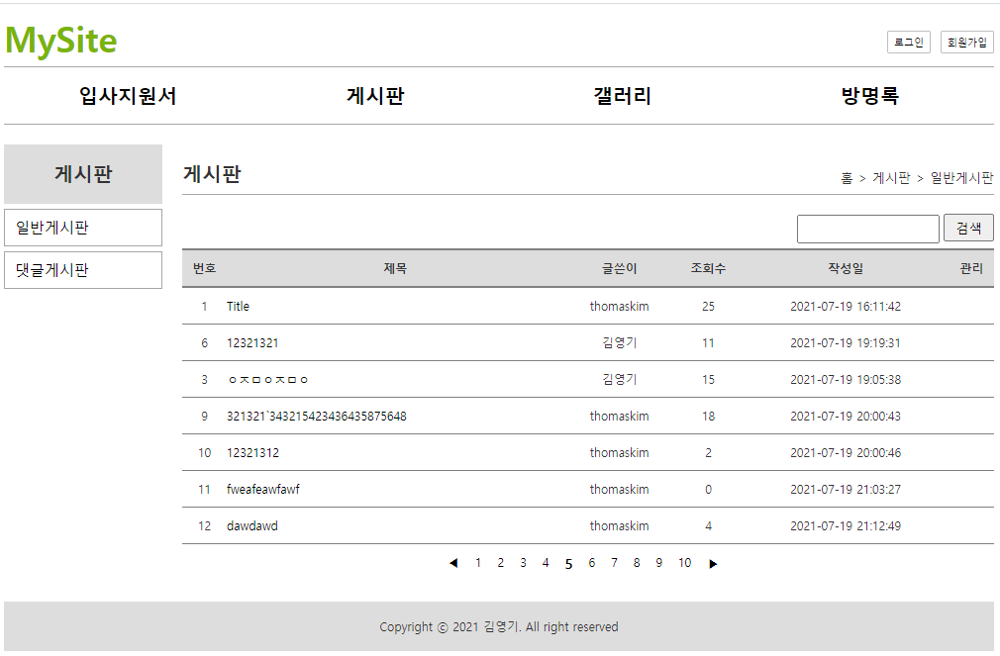 MySite
로그인 회원가입
입사지원서 게시판 갤러리 방명록
게시판
일반게시판
댓글게시판
게시판
홈 > 게시판 > 일반게시판
검색
번호 제목 글쓴이 조회수 작성일 관리
1 Title thomaskim 25 2021-07-19 16:11:42
6 12321321 김영기 11 2021-07-19 19:19:31
3 ㅇㅈㅁㅇㅈㅁㅇ 김영기 15 2021-07-19 19:05:38
9 321321`343215423436435875648 thomaskim 18 2021-07-19 20:00:43
10 12321312 thomaskim 2 2021-07-19 20:00:46
11 fweafeawfawf thomaskim 0 2021-07-19 21:03:27
12 dawdawd thomaskim 4 2021-07-19 21:12:49
◀ 1 2 3 4 5 6 7 8 9 10 ▶
Copyright ⓒ 2021 김영기. All right reserved